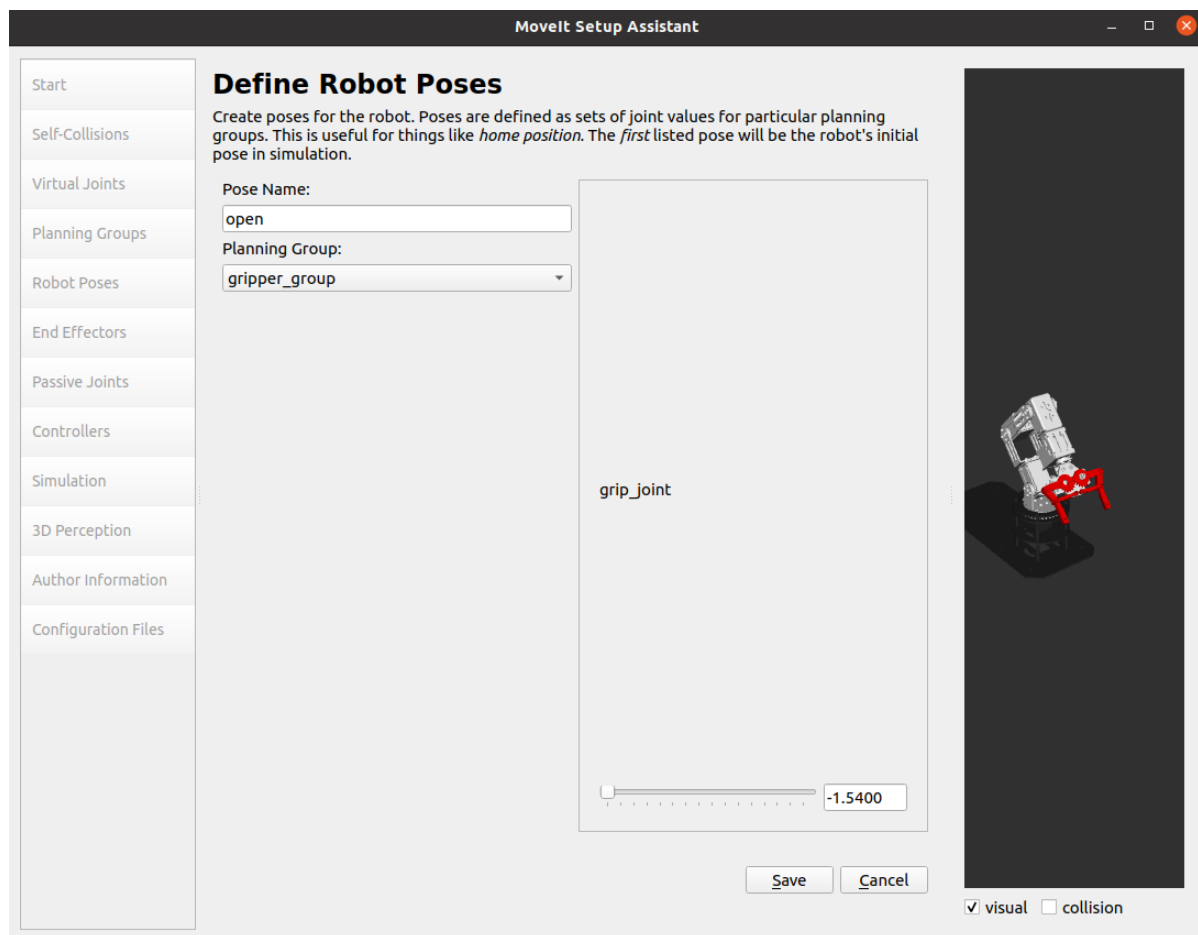 MoveIt Setup Assistant
Start
Self-Collisions
Virtual Joints
Planning Groups
Robot Poses
End Effectors
Passive Joints
Controllers
Simulation
3D Perception
Author Information
Configuration Files
Define Robot Poses
Create poses for the robot. Poses are defined as sets of joint values for particular planning
groups. This is useful for things like home position. The first listed pose will be the robot's initial
pose in simulation.
Pose Name:
open
Planning Group:
gripper_group
grip_joint
-1.5400
Save
Cancel
visual
collision